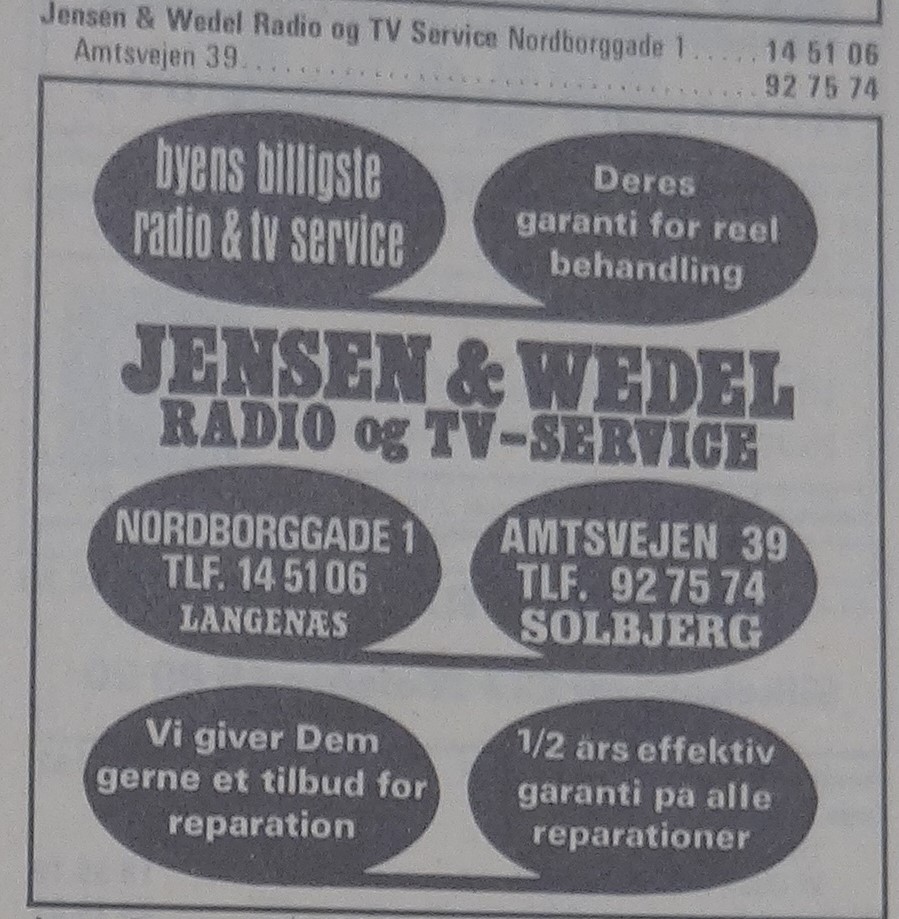 Jensen & Wedel Radio og TV Service Nordborggade 1 ..... 14 51 06
Amtsvejen 39 ........................................ 92 75 74
byens billigste
radio & tv service
Deres
garanti for reel
behandling
JENSEN & WEDEL
RADIO og TV-SERVICE
NORDBORGGADE 1
TLF. 14 51 06
LANGENÆS
AMTSVEJEN 39
TLF. 92 75 74
SOLBJERG
Vi giver Dem
gerne et tilbud for
reparation
1/2 års effektiv
garanti pa alle
reparationer